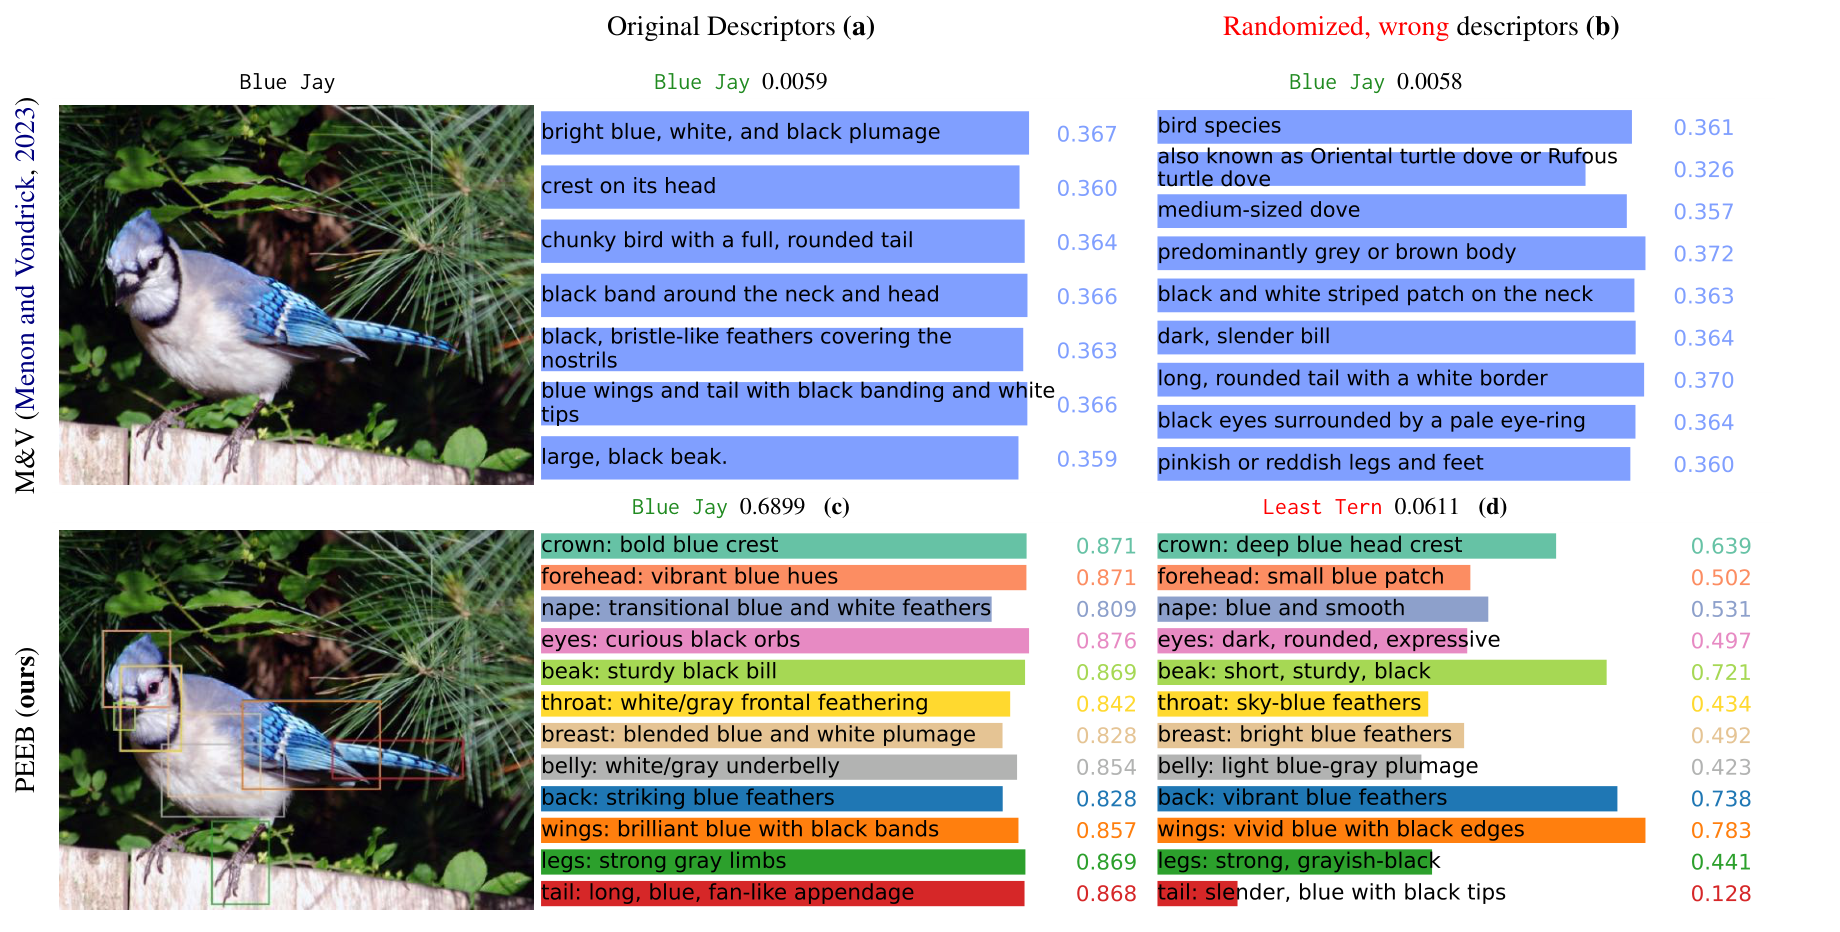 Original Descriptors (a)
Randomized, wrong descriptors (b)
M&V (Menon and Vondrick, 2023)
Blue Jay
Blue Jay 0.0059
bright blue, white, and black plumage 0.367
crest on its head 0.360
chunky bird with a full, rounded tail 0.364
black band around the neck and head 0.366
black, bristle-like feathers covering the
nostrils 0.363
blue wings and tail with black banding and white
tips 0.366
large, black beak. 0.359
Blue Jay 0.0058
bird species 0.361
also known as Oriental turtle dove or Rufous
turtle dove 0.326
medium-sized dove 0.357
predominantly grey or brown body 0.372
black and white striped patch on the neck 0.363
dark, slender bill 0.364
long, rounded tail with a white border 0.370
black eyes surrounded by a pale eye-ring 0.364
pinkish or reddish legs and feet 0.360
PEEB (ours)
Blue Jay 0.6899 (c)
crown: bold blue crest 0.871
forehead: vibrant blue hues 0.871
nape: transitional blue and white feathers 0.809
eyes: curious black orbs 0.876
beak: sturdy black bill 0.869
throat: white/gray frontal feathering 0.842
breast: blended blue and white plumage 0.828
belly: white/gray underbelly 0.854
back: striking blue feathers 0.828
wings: brilliant blue with black bands 0.857
legs: strong gray limbs 0.869
tail: long, blue, fan-like appendage 0.868
Least Tern 0.0611 (d)
crown: deep blue head crest 0.639
forehead: small blue patch 0.502
nape: blue and smooth 0.531
eyes: dark, rounded, expressive 0.497
beak: short, sturdy, black 0.721
throat: sky-blue feathers 0.434
breast: bright blue feathers 0.492
belly: light blue-gray plumage 0.423
back: vibrant blue feathers 0.738
wings: vivid blue with black edges 0.783
legs: strong, grayish-black 0.441
tail: slender, blue with black tips 0.128